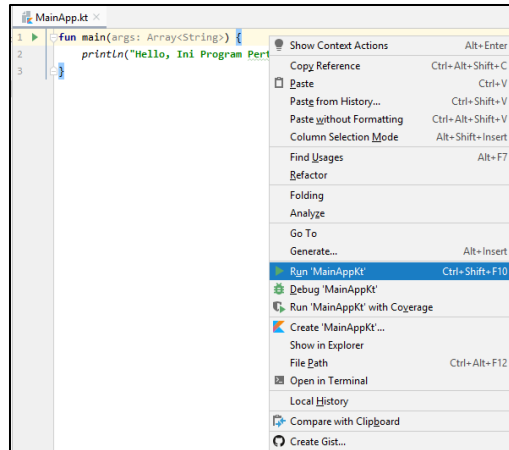 MainApp.kt
1 fun main(args: Array<String>) {
2 println("Hello, Ini Program
3 }
Show Context Actions Alt+Enter
Copy Reference Ctrl+Alt+Shift+C
Paste Ctrl+V
Past from History... Ctrl+Shift+V
Paste without Formatting Ctrl+Alt+Shift+V
Column Selection Mode Alt+Shift+Insert
Find Usages Alt+F7
Refactor
Folding
Analyze
Go To
Generate... Alt+Insert
Run 'MainAppKt' Ctrl+Shift+F10
Debug 'MainAppKt'
Run 'MainAppKt' with Coverage
Create 'MainAppKt'...
Show in Explorer
File Path Ctrl+Alt+F12
Open in Terminal
Local History
Compare with Clipboard
Create Gist...